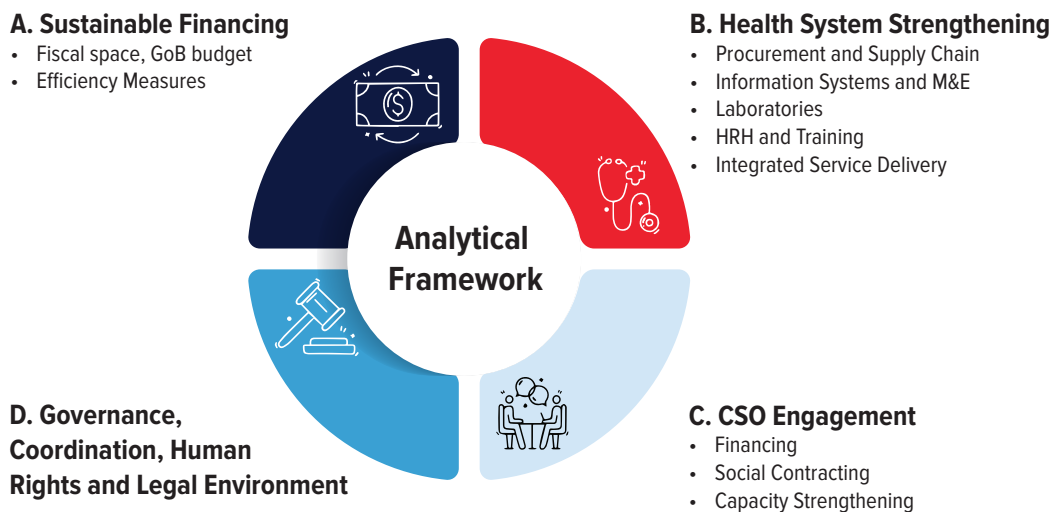 A. Sustainable Financing
• Fiscal space, GoB budget
• Efficiency Measures
B. Health System Strengthening
• Procurement and Supply Chain
• Information Systems and M&E
• Laboratories
• HRH and Training
• Integrated Service Delivery
$
Analytical
Framework
D. Governance,
Coordination, Human
Rights and Legal Environment
C. CSO Engagement
• Financing
• Social Contracting
• Capacity Strengthening